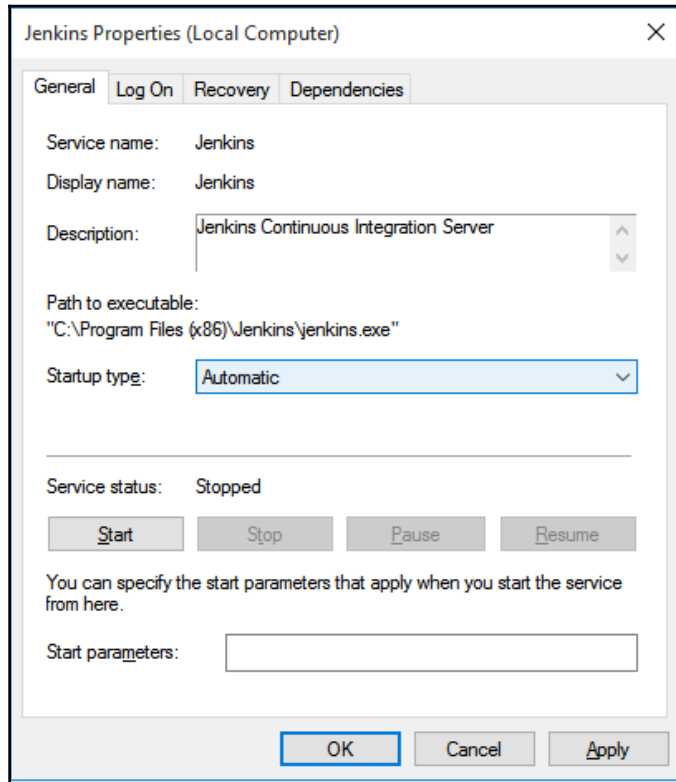 Jenkins Properties (Local Computer)
General Log On Recovery Dependencies
Service name: Jenkins
Display name: Jenkins
Description: Jenkins Continuous Integration Server
Path to executable:
"C:\Program Files (x86)\Jenkins\jenkins.exe"
Startup type: Automatic
Service status: Stopped
Start Stop Pause Resume
You can specify the start parameters that apply when you start the service
from here.
Start parameters:
OK Cancel Apply